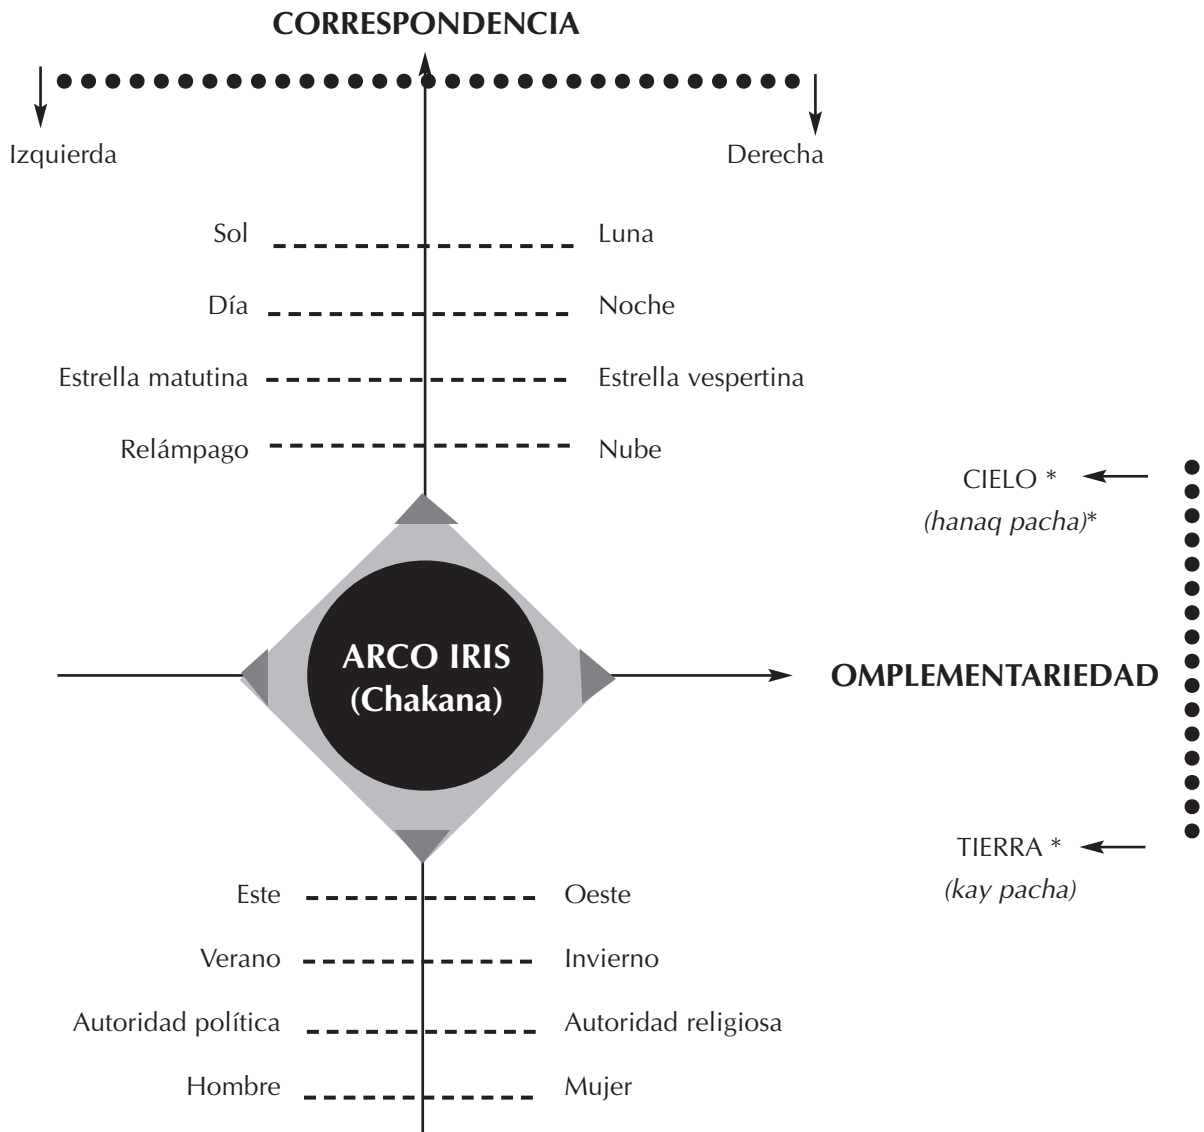 CORRESPONDENCIA
Izquierda
Derecha
Sol
Luna
Día
Noche
Estrella matutina
Estrella vespertina
Relámpago
Nube
CIELO *
(hanaq pacha)*
ARCO IRIS
(Chakana)
OMPLEMENTARIEDAD
TIERRA *
(kay pacha)
Este
Oeste
Verano
Invierno
Autoridad política
Autoridad religiosa
Hombre
Mujer